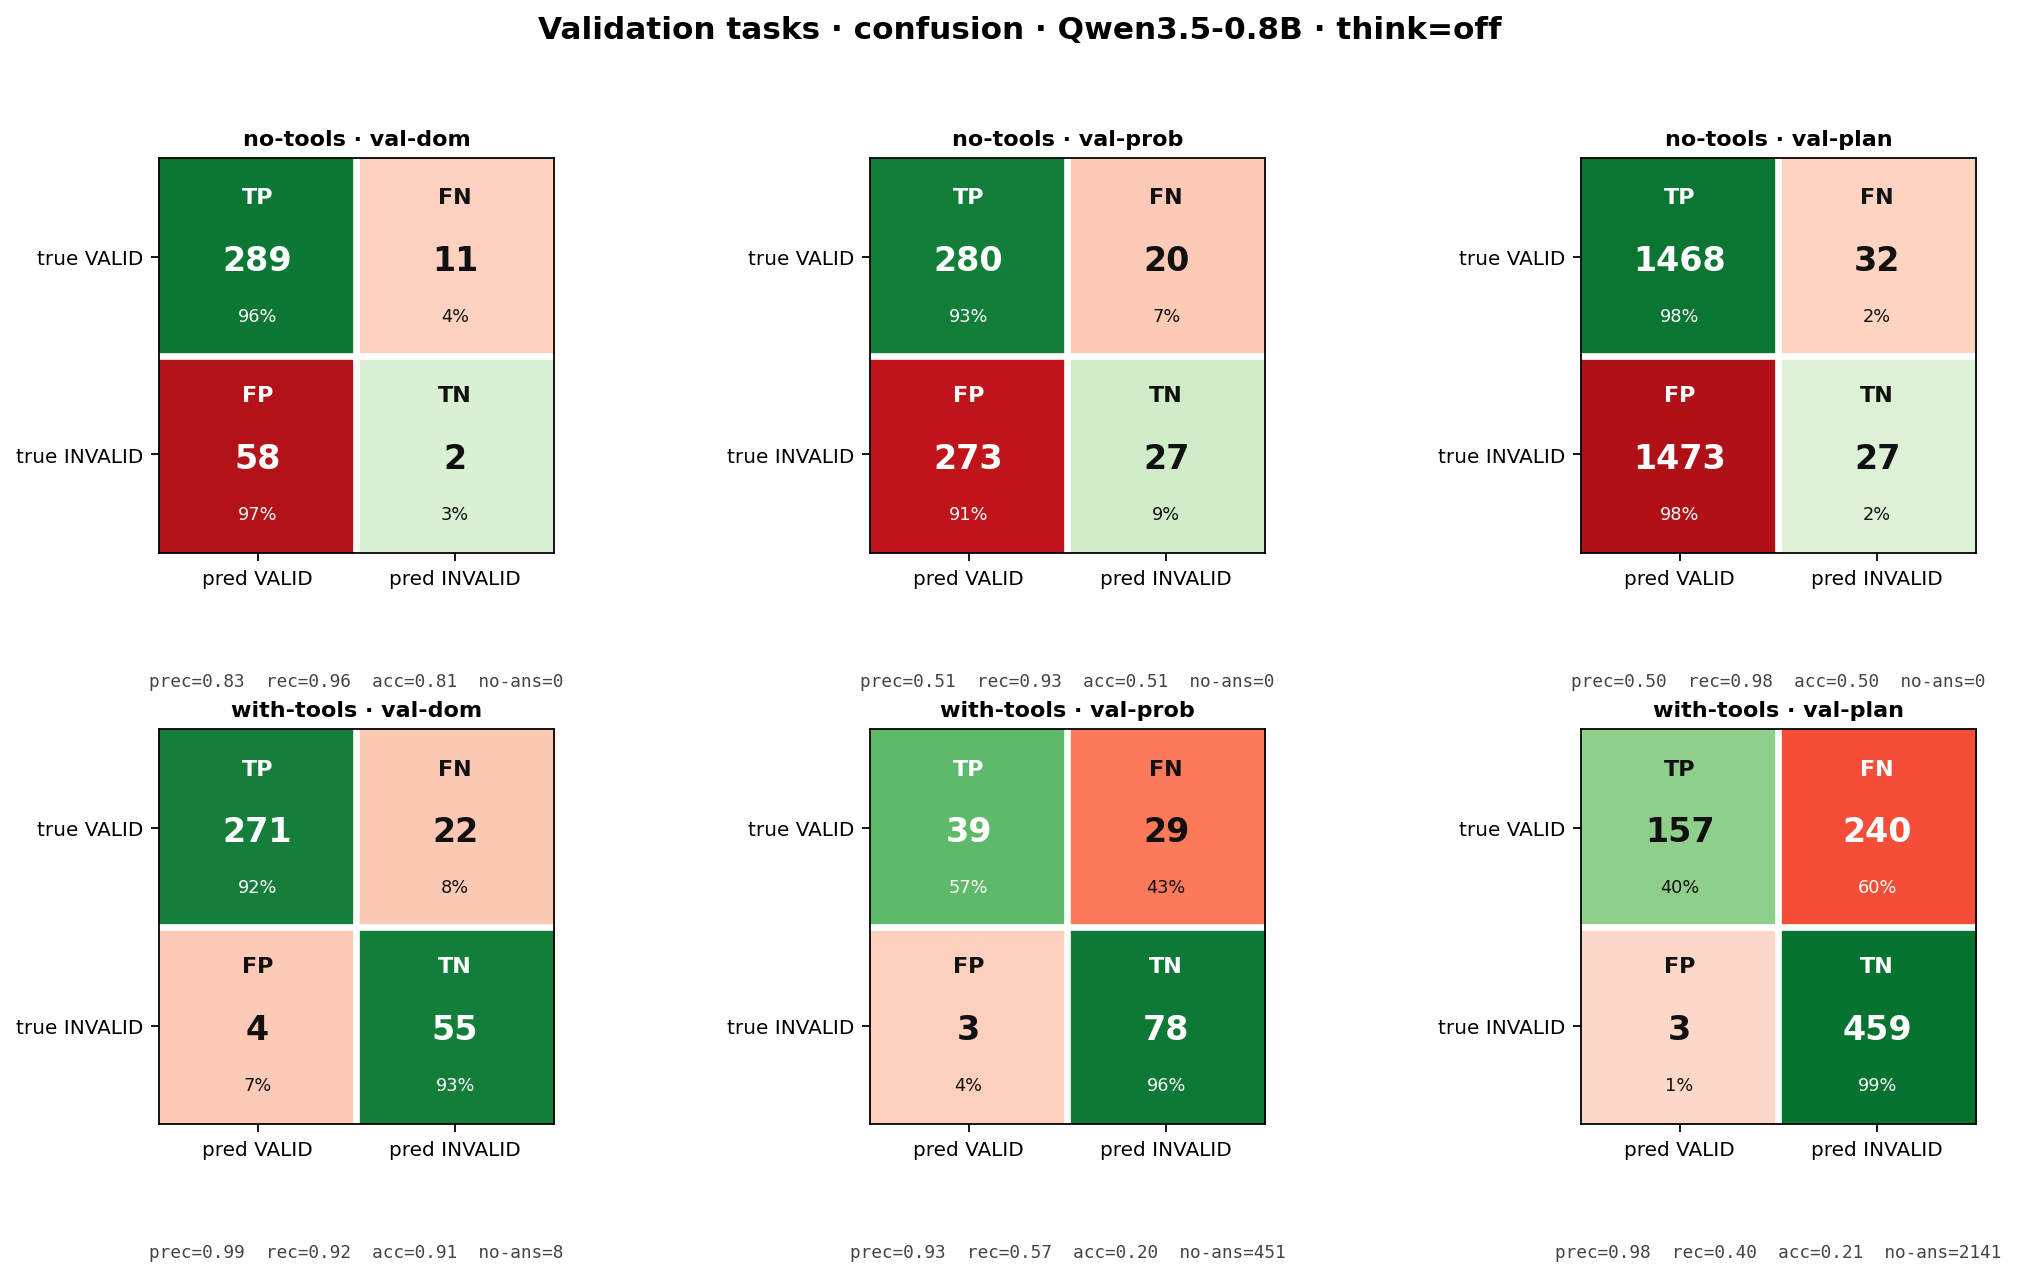 Validation tasks · confusion · Qwen3.5-0.8B · think=off
no-tools · val-dom
true VALID
TP
289
96%
FN
11
4%
true INVALID
FP
58
97%
TN
2
3%
pred VALID
pred INVALID
prec=0.83 rec=0.96 acc=0.81 no-ans=0
no-tools · val-prob
true VALID
TP
280
93%
FN
20
7%
true INVALID
FP
273
91%
TN
27
9%
pred VALID
pred INVALID
prec=0.51 rec=0.93 acc=0.51 no-ans=0
no-tools · val-plan
true VALID
TP
1468
98%
FN
32
2%
true INVALID
FP
1473
98%
TN
27
2%
pred VALID
pred INVALID
prec=0.50 rec=0.98 acc=0.50 no-ans=0
with-tools · val-dom
true VALID
TP
271
92%
FN
22
8%
true INVALID
FP
4
7%
TN
55
93%
pred VALID
pred INVALID
prec=0.99 rec=0.92 acc=0.91 no-ans=8
with-tools · val-prob
true VALID
TP
39
57%
FN
29
43%
true INVALID
FP
3
4%
TN
78
96%
pred VALID
pred INVALID
prec=0.93 rec=0.57 acc=0.20 no-ans=451
with-tools · val-plan
true VALID
TP
157
40%
FN
240
60%
true INVALID
FP
3
1%
TN
459
99%
pred VALID
pred INVALID
prec=0.98 rec=0.40 acc=0.21 no-ans=2141